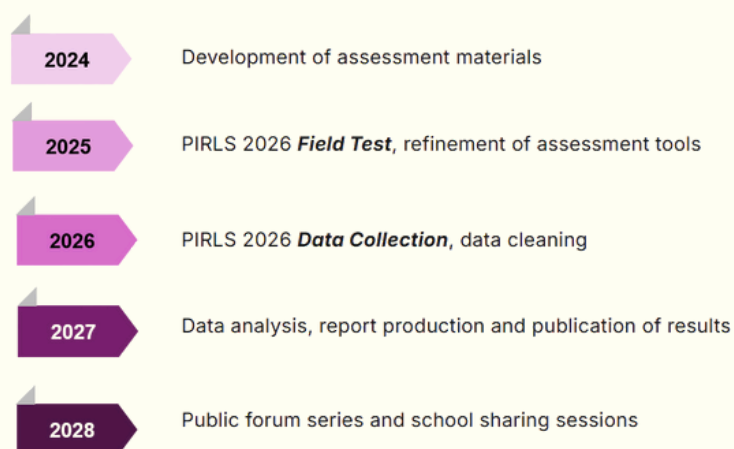 2024 Development of assessment materials
2025 PIRLS 2026 Field Test, refinement of assessment tools
2026 PIRLS 2026 Data Collection, data cleaning
2027 Data analysis, report production and publication of results
2028 Public forum series and school sharing sessions